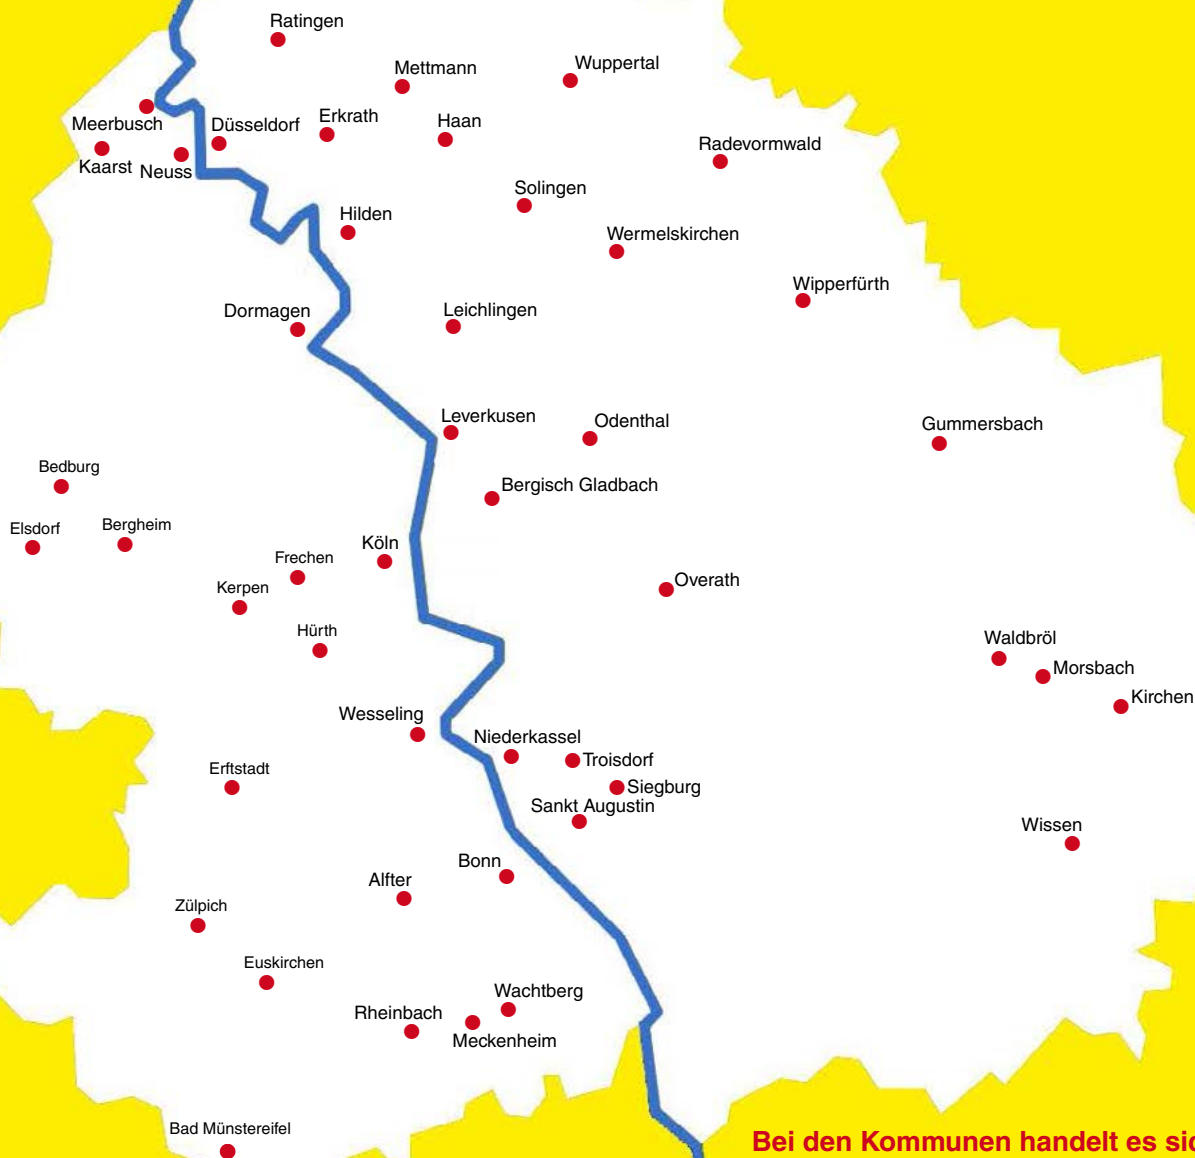 Ratingen
Wuppertal
Mettmann
Erkrath
Haan
Meerbusch
Düsseldorf
Radevormwald
Kaarst
Neuss
Solingen
Hilden
Wermelskirchen
Wipperfürth
Dormagen
Leichlingen
Leverkusen
Odenthal
Gummersbach
Bedburg
Bergisch Gladbach
Elsdorf
Bergheim
Köln
Frechen
Overath
Kerpen
Hürth
Waldbröl
Morsbach
Kirchen
Wesseling
Niederkassel
Troisdorf
Erftstadt
Siegburg
Sankt Augustin
Wissen
Bonn
Alfter
Zülpich
Euskirchen
Wachtberg
Rheinbach
Meckenheim
Bad Münstereifel
Bei den Kommunen handelt es